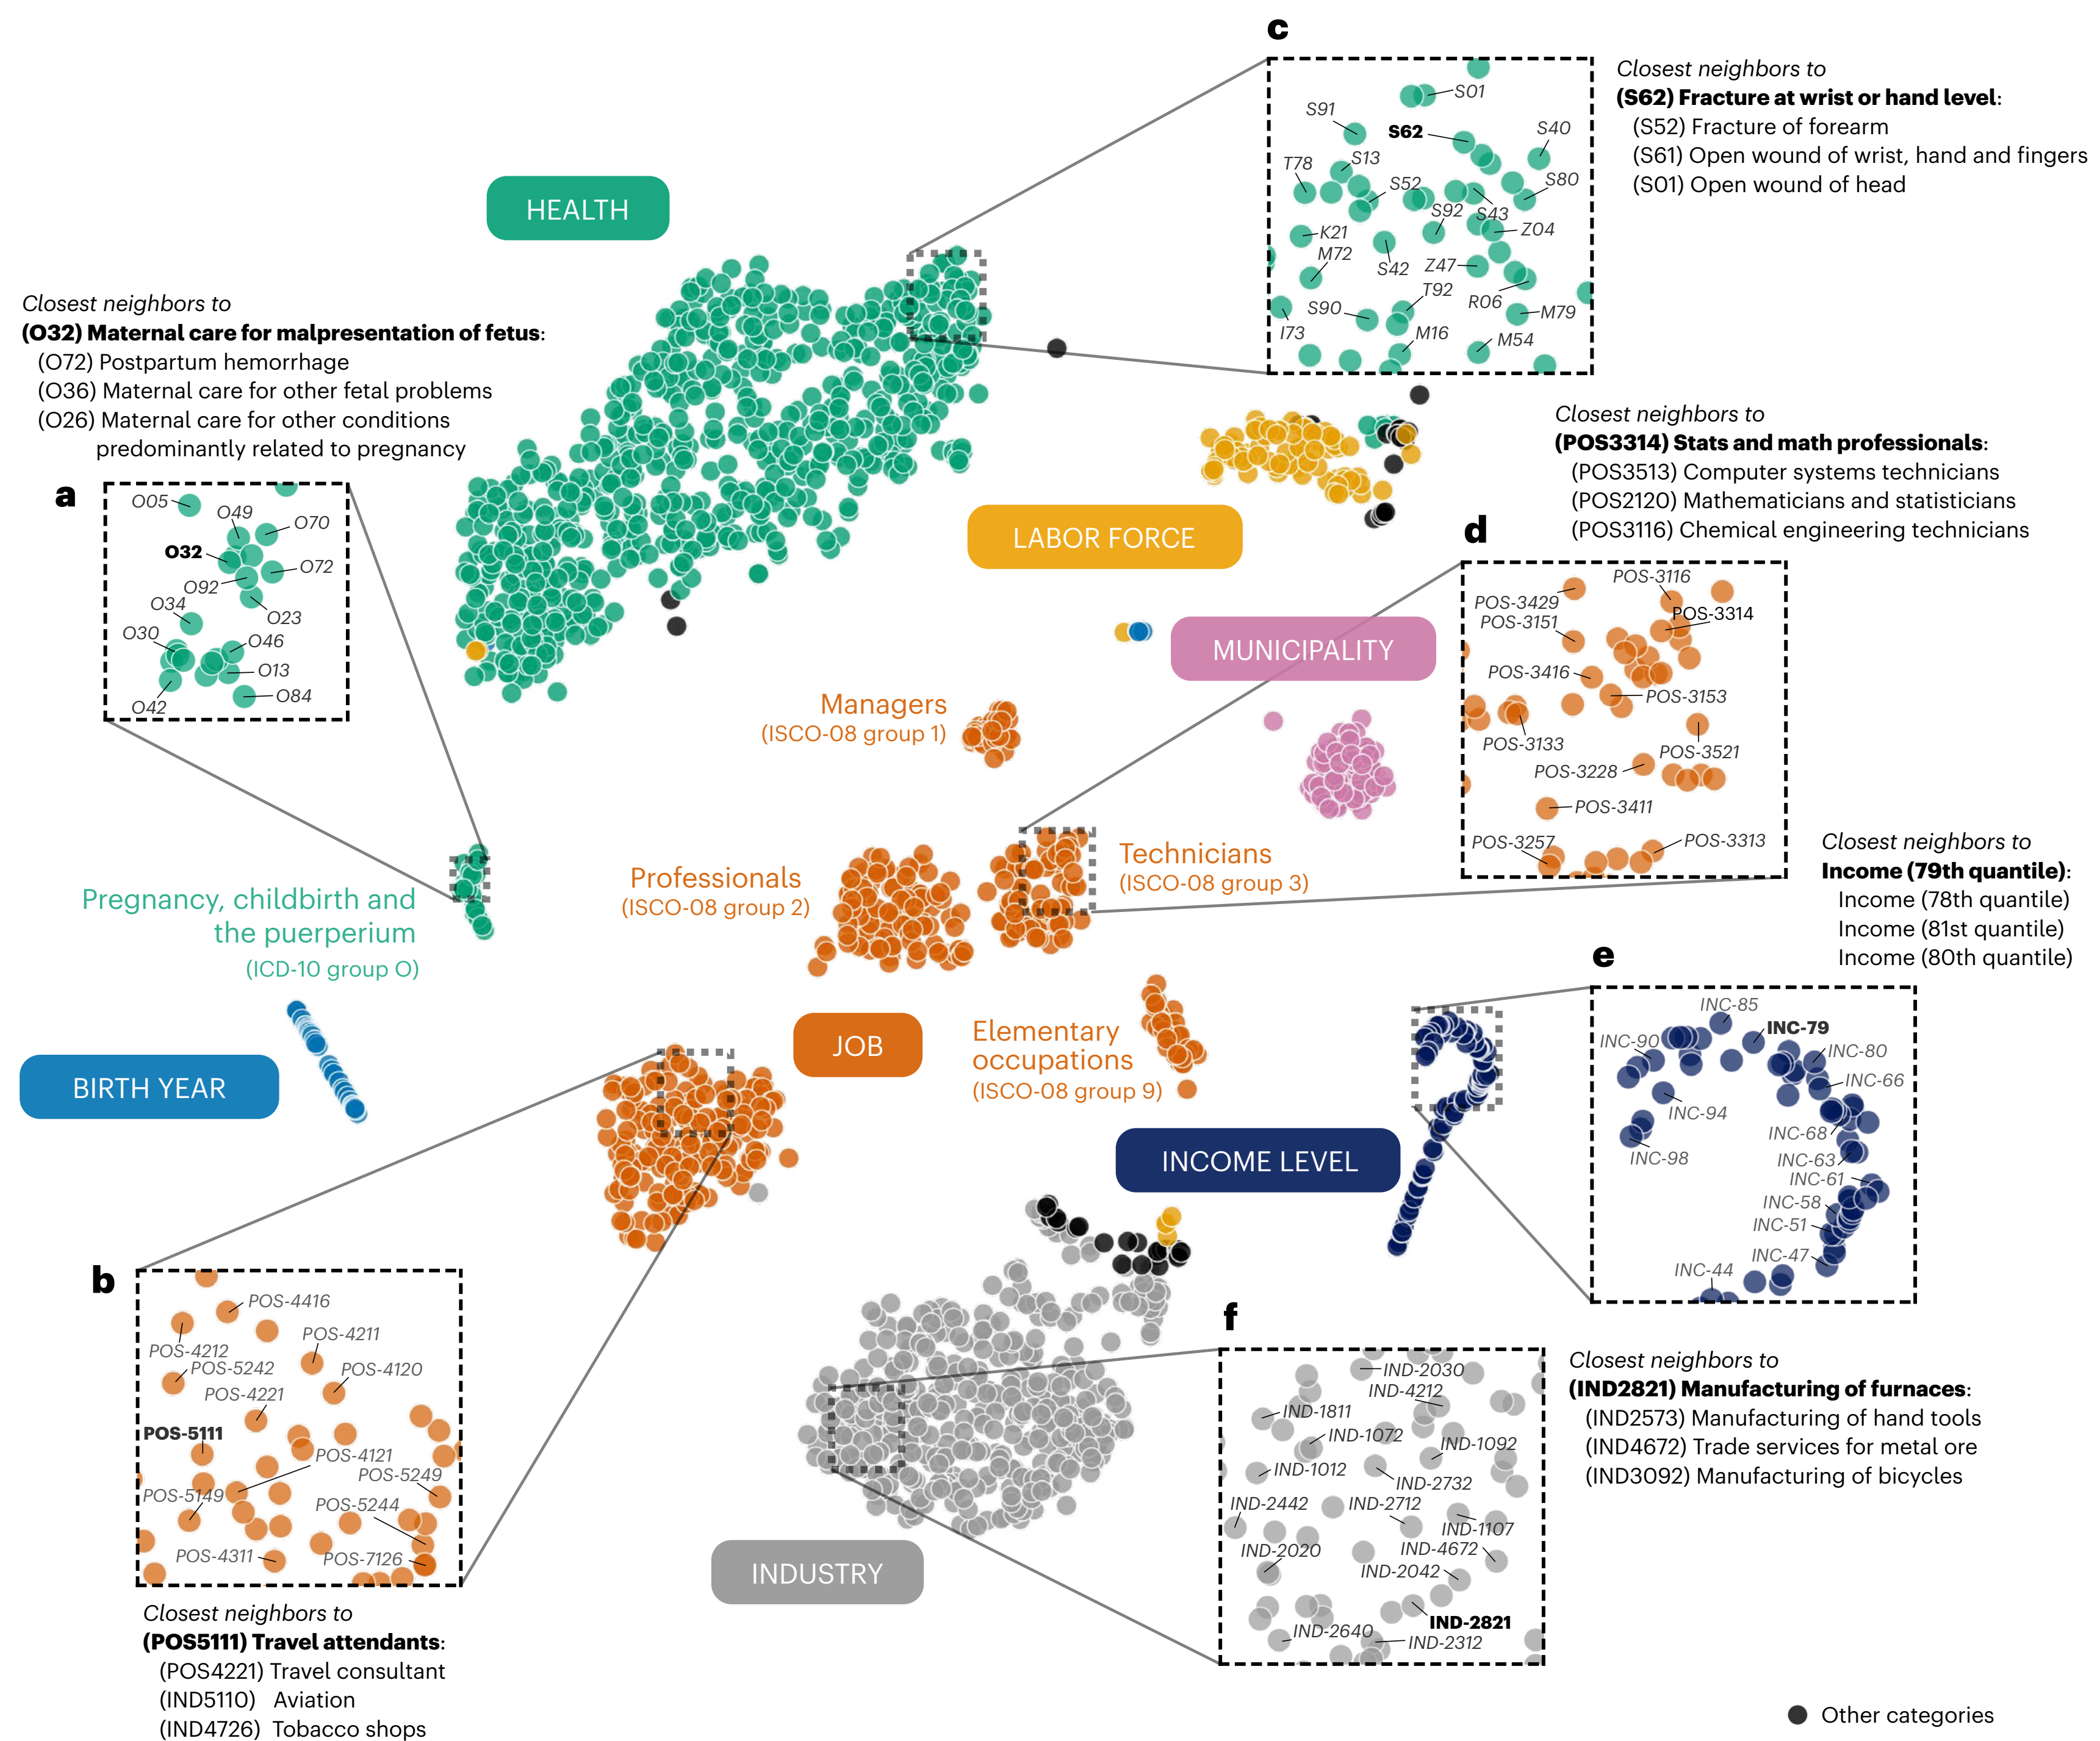 c
Closest neighbors to
(S62) Fracture at wrist or hand level:
(S52) Fracture of forearm
(S61) Open wound of wrist, hand and fingers
(S01) Open wound of head
S01
S91
S62
S40
T78
S13
S52
S80
S92
S43
Z04
K21
M72
S42
Z47
R06
T92
S90
M79
I73
M16
M54
HEALTH
Closest neighbors to
(O32) Maternal care for malpresentation of fetus:
(O72) Postpartum hemorrhage
(O36) Maternal care for other fetal problems
(O26) Maternal care for other conditions
predominantly related to pregnancy
a
O05
O49
O70
O32
O72
O92
O34
O23
O30
O46
O13
O42
O84
LABOR FORCE
Closest neighbors to
(POS3314) Stats and math professionals:
(POS3513) Computer systems technicians
(POS2120) Mathematicians and statisticians
(POS3116) Chemical engineering technicians
d
POS-3116
POS-3429
POS-3314
POS-3151
POS-3416
POS-3153
POS-3133
POS-3521
POS-3228
POS-3411
POS-3257
POS-3313
MUNICIPALITY
Managers
(ISCO-08 group 1)
Professionals
(ISCO-08 group 2)
Technicians
(ISCO-08 group 3)
Pregnancy, childbirth and
the puerperium
(ICD-10 group O)
Closest neighbors to
Income (79th quantile):
Income (78th quantile)
Income (81st quantile)
Income (80th quantile)
e
INC-85
INC-79
INC-90
INC-80
INC-66
INC-94
INC-68
INC-98
INC-63
INC-61
INC-58
INC-51
INC-47
INC-44
BIRTH YEAR
JOB
Elementary
occupations
(ISCO-08 group 9)
INCOME LEVEL
b
POS-4416
POS-4211
POS-4212
POS-5242
POS-4120
POS-4221
POS-5111
POS-4121
POS-5249
POS-5149
POS-5244
POS-4311
POS-7126
Closest neighbors to
(POS5111) Travel attendants:
(POS4221) Travel consultant
(IND5110) Aviation
(IND4726) Tobacco shops
INDUSTRY
f
IND-2030
IND-4212
IND-1811
IND-1072
IND-1092
IND-1012
IND-2732
IND-2442
IND-2712
IND-1107
IND-2020
IND-4672
IND-2042
IND-2821
IND-2640
IND-2312
Closest neighbors to
(IND2821) Manufacturing of furnaces:
(IND2573) Manufacturing of hand tools
(IND4672) Trade services for metal ore
(IND3092) Manufacturing of bicycles
Other categories